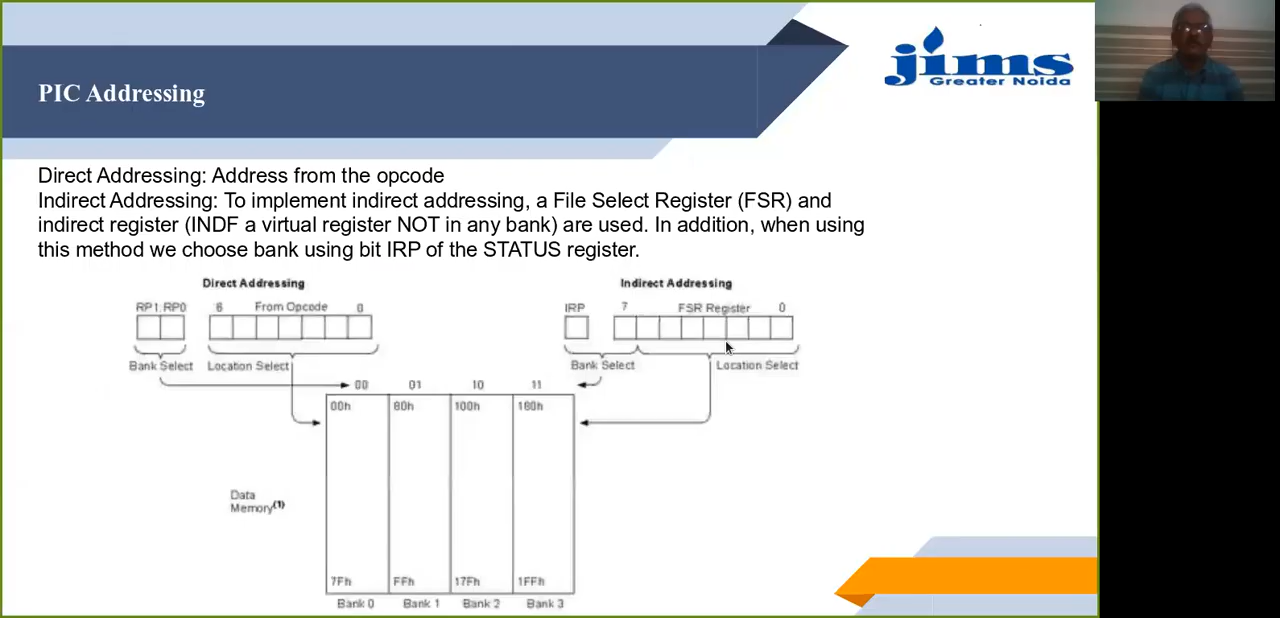 PIC Addressing
jims
Greater Noida
Direct Addressing: Address from the opcode
Indirect Addressing: To implement indirect addressing, a File Select Register (FSR) and
indirect register (INDF a virtual register NOT in any bank) are used. In addition, when using
this method we choose bank using bit IRP of the STATUS register.
Direct Addressing
Indirect Addressing
RP1:RP0 6 From Opcode 0
IRP 7 FSR Register 0
Bank Select Location Select
Bank Select Location Select
00 01 10 11
00h 80h 100h 180h
Data
Memory(1)
7Fh FFh 17Fh 1FFh
Bank 0 Bank 1 Bank 2 Bank 3